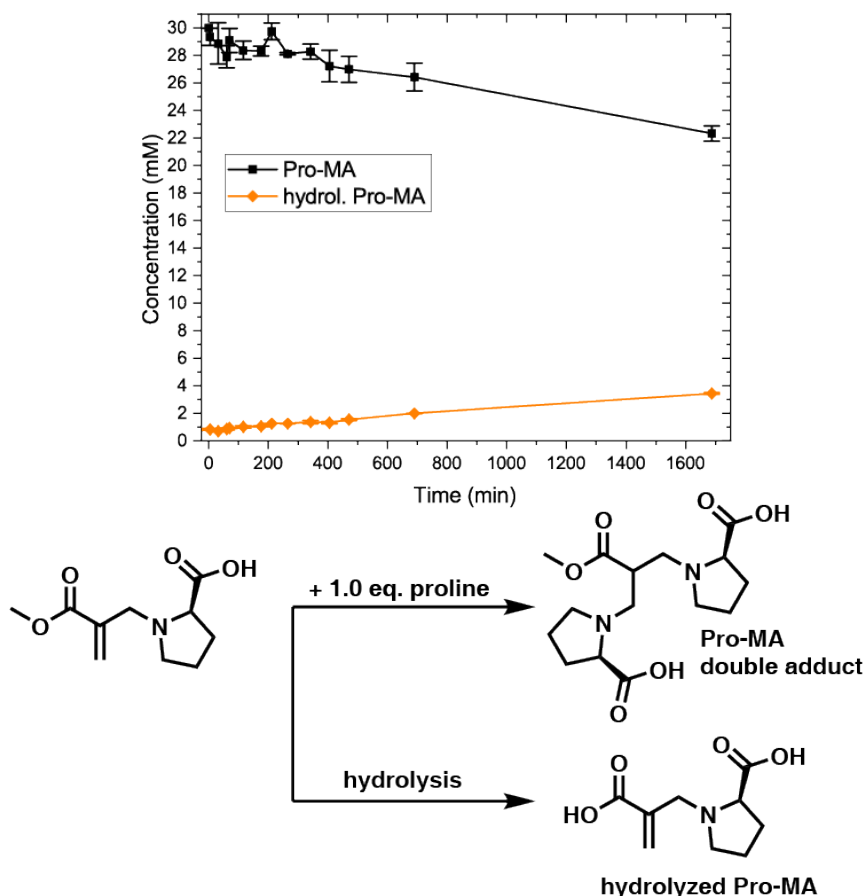 30
28
26
24
22
20
18
16
14
12
10
8
6
4
2
0
Concentration (mM)
Pro-MA
hydrol. Pro-MA
0 200 400 600 800 1000 1200 1400 1600
Time (min)
O
O
OH
N
O
+ 1.0 eq. proline
O
O
OH
N
O
N
OH
O
Pro-MA
double adduct
hydrolysis
O
O
OH
N
HO
hydrolyzed Pro-MA